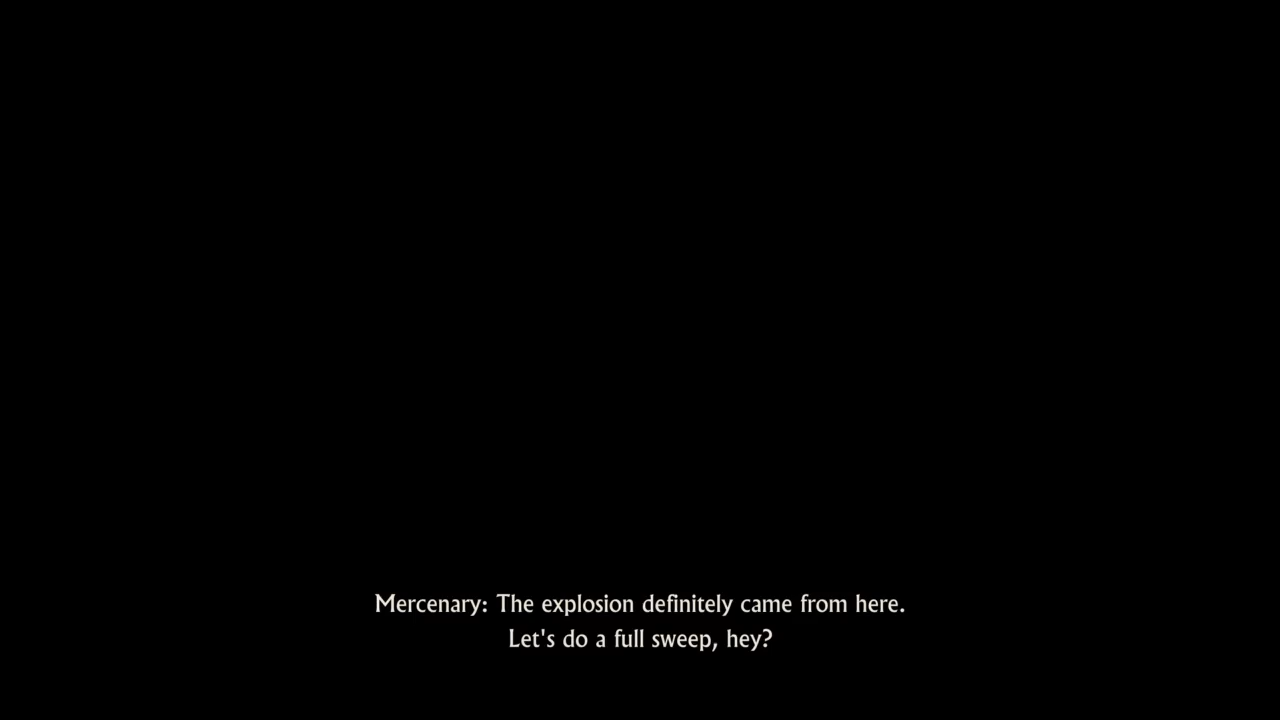 Mercenary: The explosion definitely came from here.
Let's do a full sweep, hey?